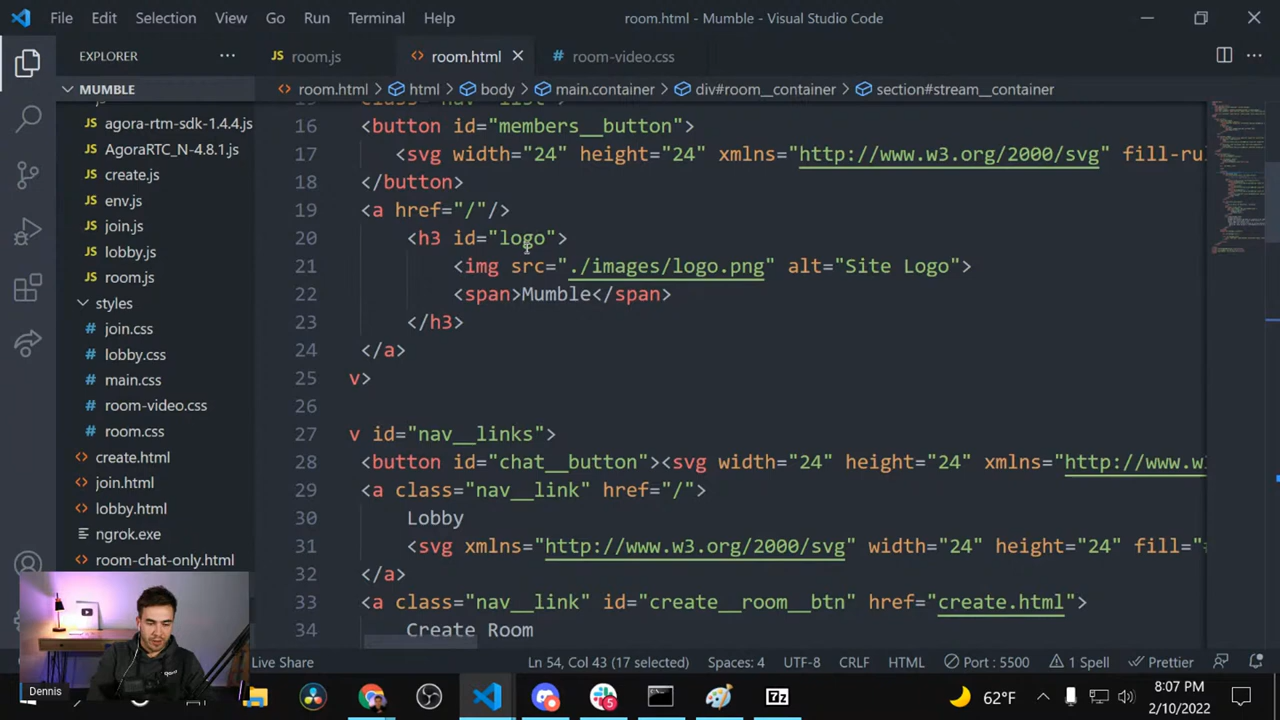 File Edit Selection View Go Run Terminal Help room.html - Mumble - Visual Studio Code
EXPLORER ··· room.js room.html room-video.css
MUMBLE room.html > html > body > main.container > div#room__container > section#stream__container
agora-rtm-sdk-1.4.4.js
AgoraRTC_N-4.8.1.js
create.js
env.js
join.js
lobby.js
room.js
styles
join.css
lobby.css
main.css
room-video.css
room.css
create.html
join.html
lobby.html
ngrok.exe
room-chat-only.html
16 <button id="members__button">
17 <svg width="24" height="24" xmlns="http://www.w3.org/2000/svg" fill-ru
18 </button>
19 <a href="/"/>
20 <h3 id="logo">
21 <img src="./images/logo.png" alt="Site Logo">
22 <span>Mumble</span>
23 </h3>
24 </a>
25 v>
26
27 v id="nav__links">
28 <button id="chat__button"><svg width="24" height="24" xmlns="http://www.w
29 <a class="nav__link" href="/">
30 Lobby
31 <svg xmlns="http://www.w3.org/2000/svg" width="24" height="24" fill="
32 </a>
33 <a class="nav__link" id="create__room__btn" href="create.html">
34 Create Room
Live Share Ln 54, Col 43 (17 selected) Spaces: 4 UTF-8 CRLF HTML Port : 5500 1 Spell Prettier
Dennis
5
7z
62°F
8:07 PM
2/10/2022